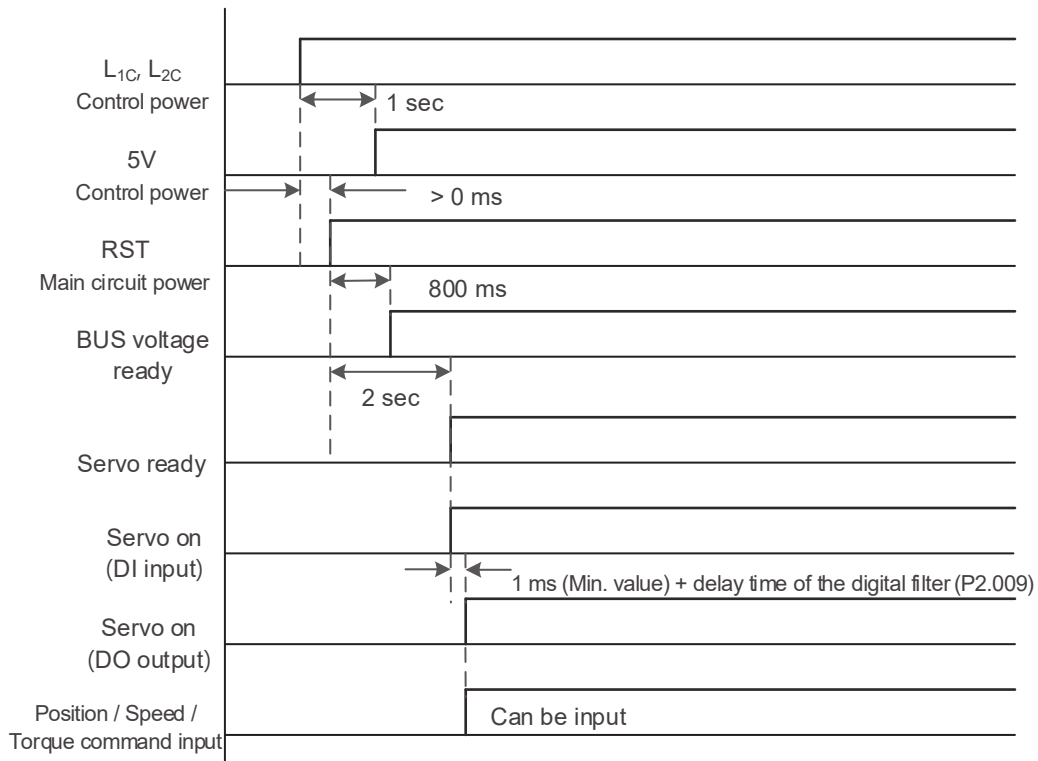 L1C, L2C
Control power
1 sec
5V
Control power
> 0 ms
RST
Main circuit power
800 ms
BUS voltage
ready
2 sec
Servo ready
Servo on
(DI input)
1 ms (Min. value) + delay time of the digital filter (P2.009)
Servo on
(DO output)
Position / Speed /
Torque command input
Can be input